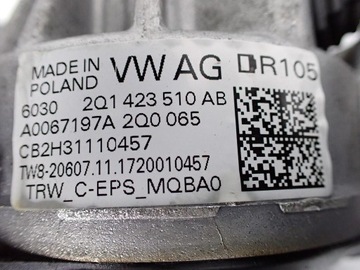 MADE IN POLAND VW AG R105
6030 2Q1 423 510 AB
A0067197A 2Q0 065
CB2H31110457
TW8-20607.11.1720010457
TRW_C-EPS_MQBA0